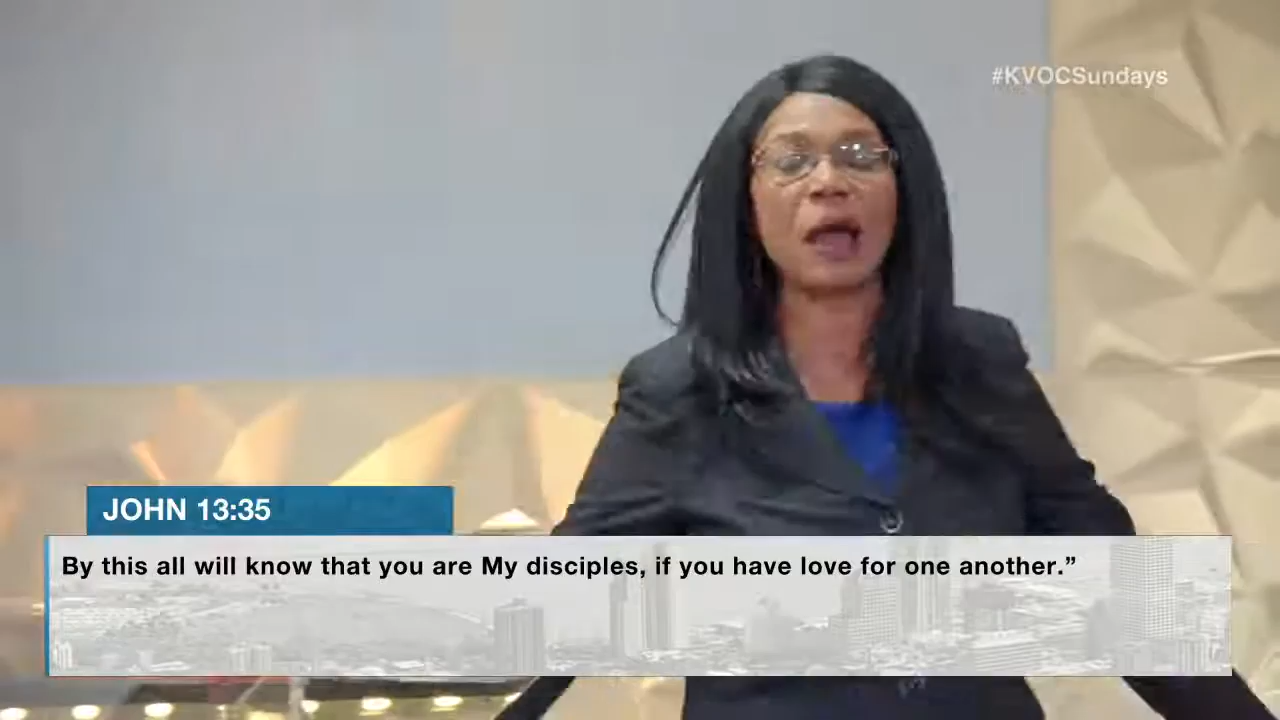 #KVOCSundays
JOHN 13:35
By this all will know that you are My disciples, if you have love for one another.”